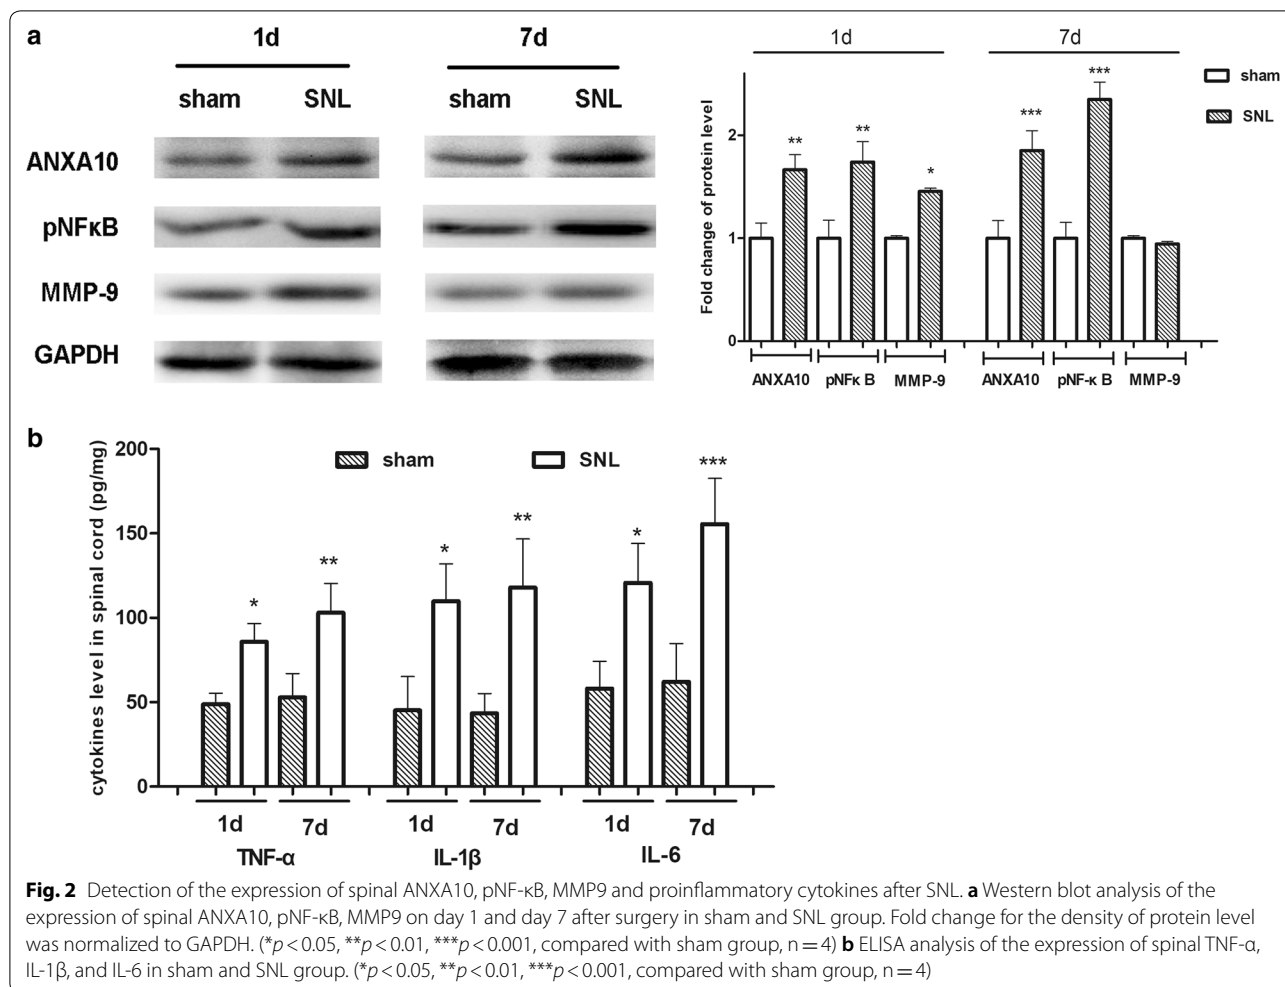 a
1d
7d
sham
SNL
sham
SNL
ANXA10
pNFκB
MMP-9
GAPDH
1d
7d
sham
SNL
Fold change of protein level
2
1
0
**
**
*
***
***
ANXA10
pNFκ B
MMP-9
ANXA10
pNF-κ B
MMP-9
b
cytokines level in spinal cord (pg/mg)
200
150
100
50
0
sham
SNL
*
**
*
**
*
***
1d
7d
1d
7d
1d
7d
TNF-α
IL-1β
IL-6
Fig. 2 Detection of the expression of spinal ANXA10, pNF-κB, MMP9 and proinflammatory cytokines after SNL. a Western blot analysis of the
expression of spinal ANXA10, pNF-κB, MMP9 on day 1 and day 7 after surgery in sham and SNL group. Fold change for the density of protein level
was normalized to GAPDH. (*p < 0.05, **p < 0.01, ***p < 0.001, compared with sham group, n = 4) b ELISA analysis of the expression of spinal TNF-α,
IL-1β, and IL-6 in sham and SNL group. (*p < 0.05, **p < 0.01, ***p < 0.001, compared with sham group, n = 4)